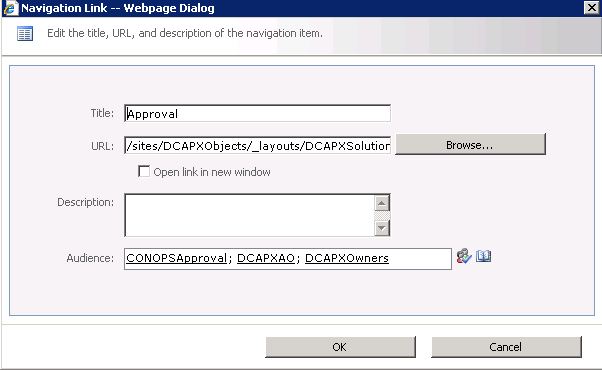 Navigation Link -- Webpage Dialog
Edit the title, URL, and description of the navigation item.
Title: Approval
URL: /sites/DCAPXObjects/_layouts/DCAPXSolution Browse...
Open link in new window
Description:
Audience: CONOPSApproval; DCAPXAO; DCAPXOwners
OK Cancel